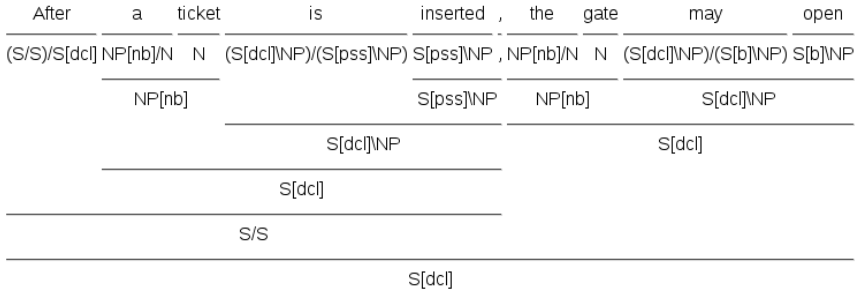 After a ticket is inserted , the gate may open
(S/S)/S[dcl] NP[nb]/N N (S[dcl]\NP)/(S[pss]\NP) S[pss]\NP , NP[nb]/N N (S[dcl]\NP)/(S[b]\NP) S[b]\NP
NP[nb] S[pss]\NP NP[nb] S[dcl]\NP
S[dcl]\NP S[dcl]
S[dcl]
S/S
S[dcl]